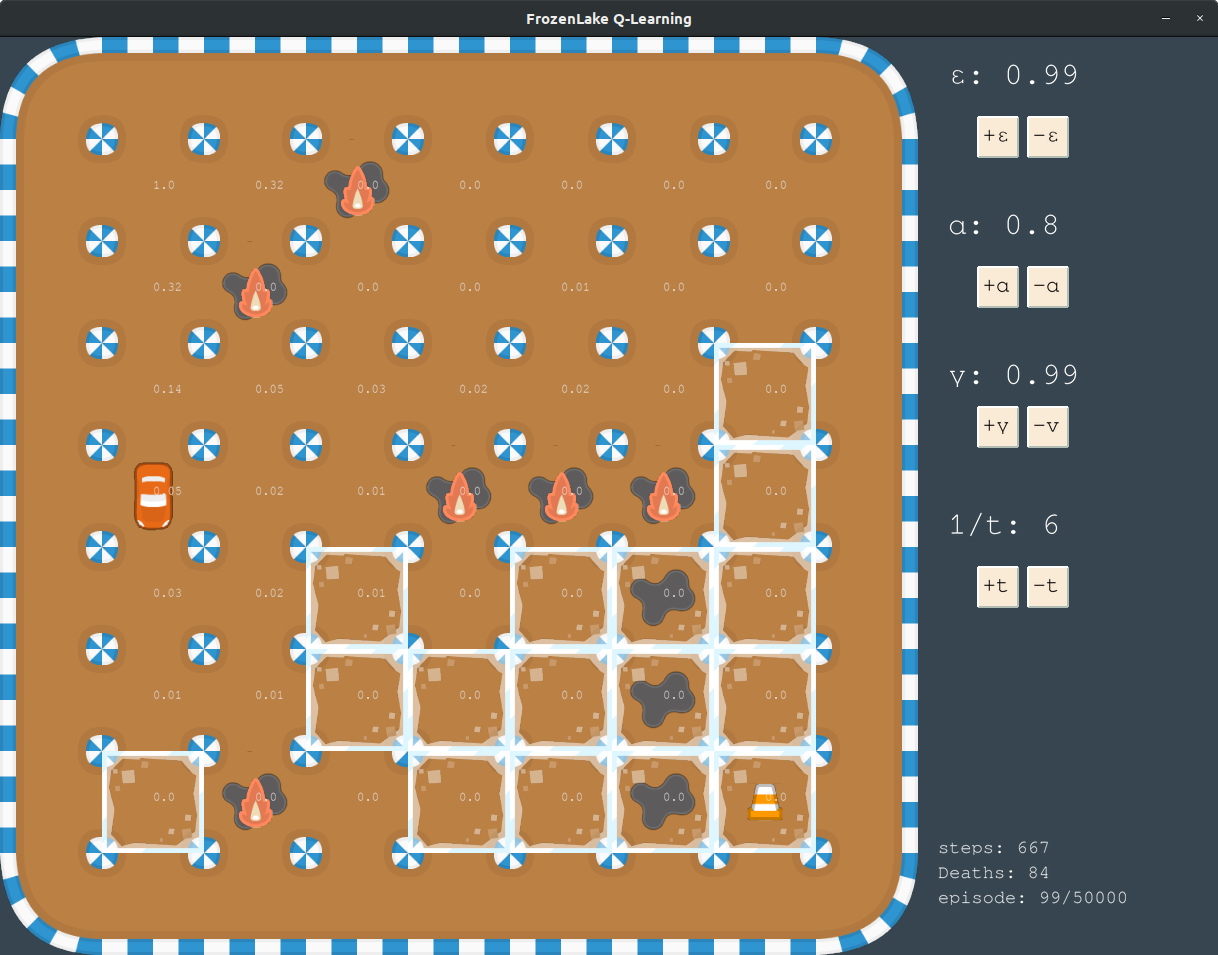 FrozenLake Q-Learning
ε: 0.99
+ε -ε
1.0 0.32 0.0 0.0 0.0 0.0 0.0
α: 0.8
+α -α
0.32 0.0 0.0 0.0 0.01 0.0 0.0
γ: 0.99
0.14 0.05 0.03 0.02 0.02 0.0 0.0
+γ -γ
0.05 0.02 0.01 0.0 0.0 0.0 0.0
1/t: 6
+t -t
0.03 0.02 0.01 0.0 0.0 0.0 0.0
0.01 0.01 0.0 0.0 0.0 0.0 0.0
0.0 0.0 0.0 0.0 0.0 0.0 0.0
steps: 667
Deaths: 84
episode: 99/50000